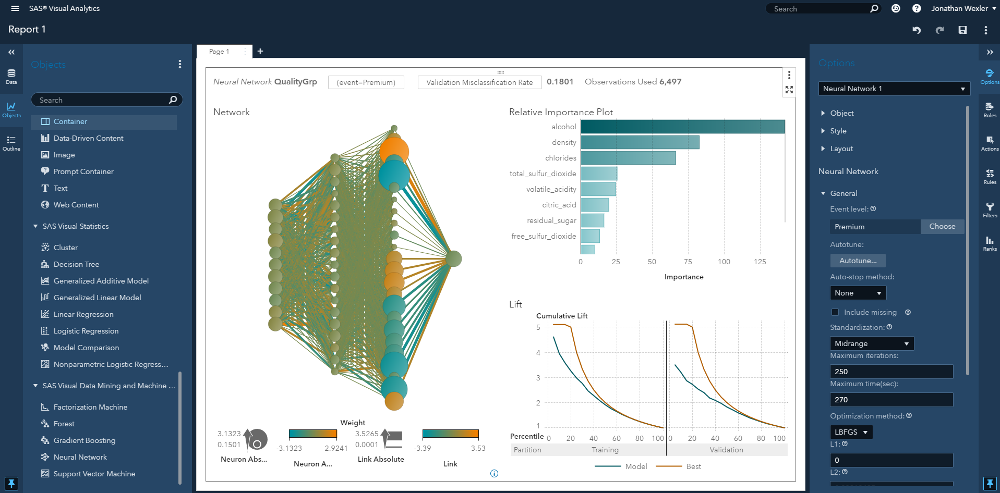 SAS® Visual Analytics
Search
Jonathan Wexler
Report 1
Data
Objects
Outline
Objects
Search
Container
Data-Driven Content
Image
Prompt Container
Text
Web Content
SAS Visual Statistics
Cluster
Decision Tree
Generalized Additive Model
Generalized Linear Model
Linear Regression
Logistic Regression
Model Comparison
Nonparametric Logistic Regress...
SAS Visual Data Mining and Machine ...
Factorization Machine
Forest
Gradient Boosting
Neural Network
Support Vector Machine
Page 1
Neural Network QualityGrp (event=Premium) Validation Misclassification Rate 0.1801 Observations Used 6,497
Network
Weight
3.1323
0.1501
Neuron Abs...
-3.1323 2.9241
Neuron A...
3.5265
0.0001
Link Absolute
-3.39 3.53
Link
Relative Importance Plot
alcohol
density
chlorides
total_sulfur_dioxide
volatile_acidity
citric_acid
residual_sugar
free_sulfur_dioxide
0 25 50 75 100 125
Importance
Lift
Cumulative Lift
5
4
3
2
1
Percentile 0 20 40 60 80 100 0 20 40 60 80 100
Partition Training Validation
Model Best
Options
Neural Network 1
Object
Style
Layout
Neural Network
General
Event level:
Premium Choose
Autotune:
Autotune...
Auto-stop method:
None
Include missing
Standardization:
Midrange
Maximum iterations:
250
Maximum time(sec):
270
Optimization method:
LBFGS
L1:
0
L2:
Options
Roles
Actions
Rules
Filters
Ranks